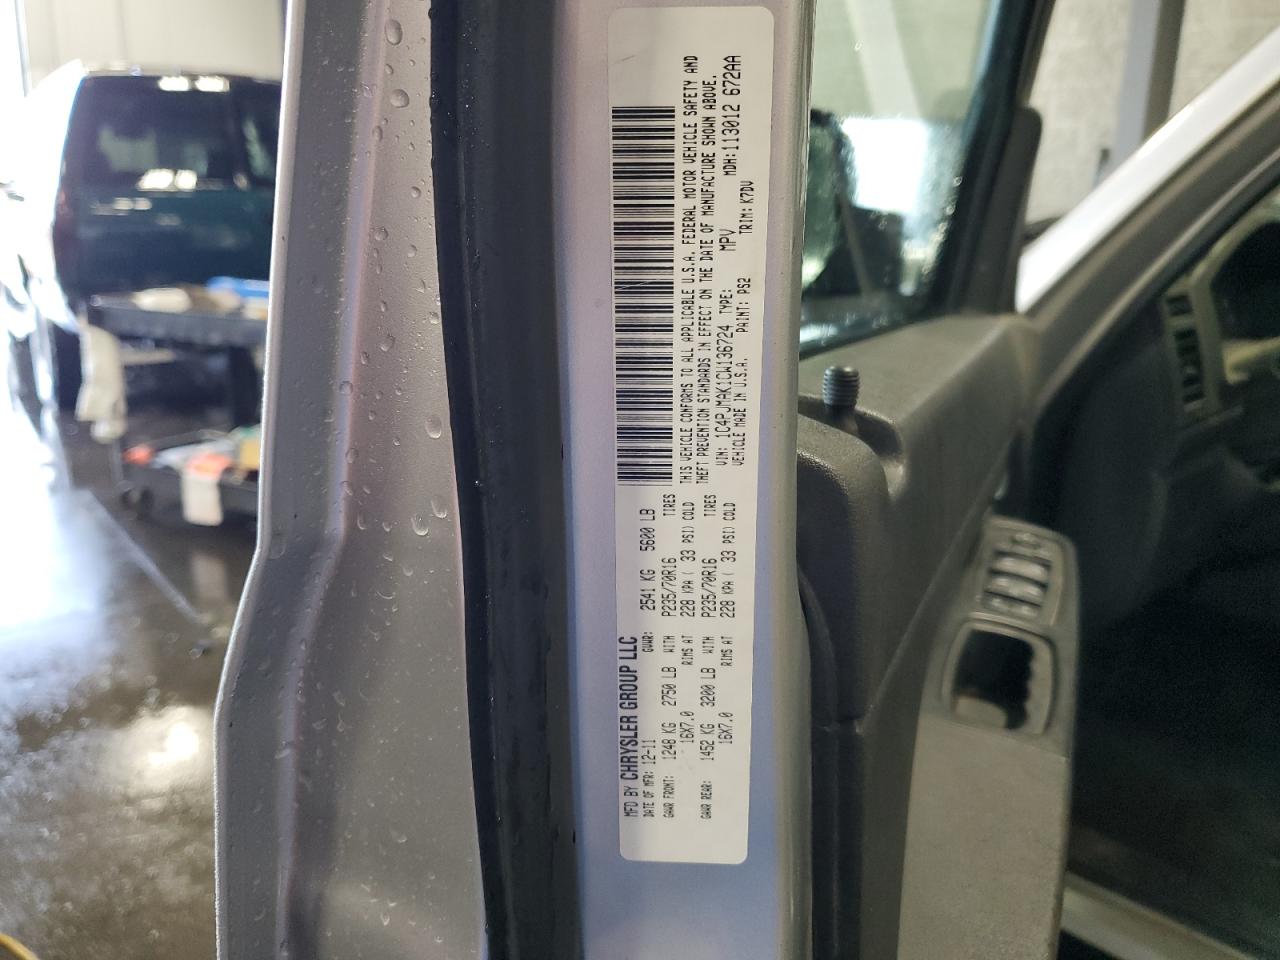 MFD BY CHRYSLER GROUP LLC
DATE OF MFR: 12-11 GVWR: 2541 KG 5600 LB
GAWR FRONT: 1248 KG 2750 LB WITH P235/70R16 TIRES
16X7.0 RIMS AT 228 KPA ( 33 PSI) COLD
GAWR REAR: 1452 KG 3200 LB WITH P235/70R16 TIRES
16X7.0 RIMS AT 228 KPA ( 33 PSI) COLD
THIS VEHICLE CONFORMS TO ALL APPLICABLE U.S.A. FEDERAL MOTOR VEHICLE SAFETY AND
THEFT PREVENTION STANDARDS IN EFFECT ON THE DATE OF MANUFACTURE SHOWN ABOVE.
VIN: 1C4PJMAK1CW136724 TYPE: MPV MDH:113012 672AA
VEHICLE MADE IN U.S.A. PAINT: PS2 TRIM: K7DV